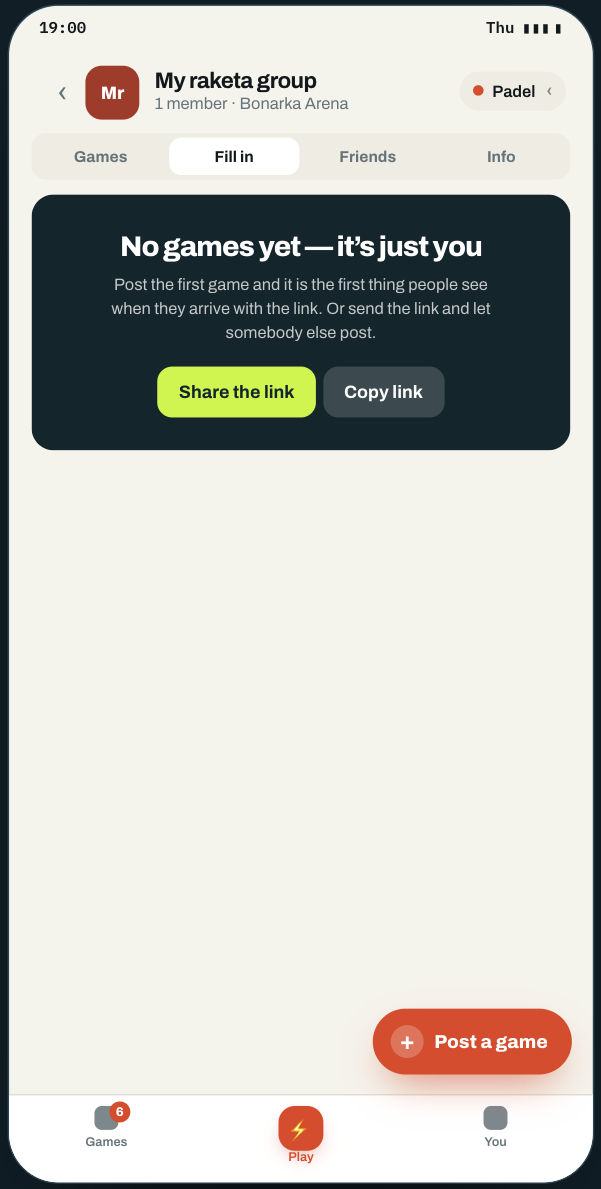 19:00
Thu
Mr
My raketa group
1 member · Bonarka Arena
Padel
Games
Fill in
Friends
Info
No games yet — it’s just you
Post the first game and it is the first thing people see
when they arrive with the link. Or send the link and let
somebody else post.
Share the link
Copy link
+ Post a game
6
Games
Play
You